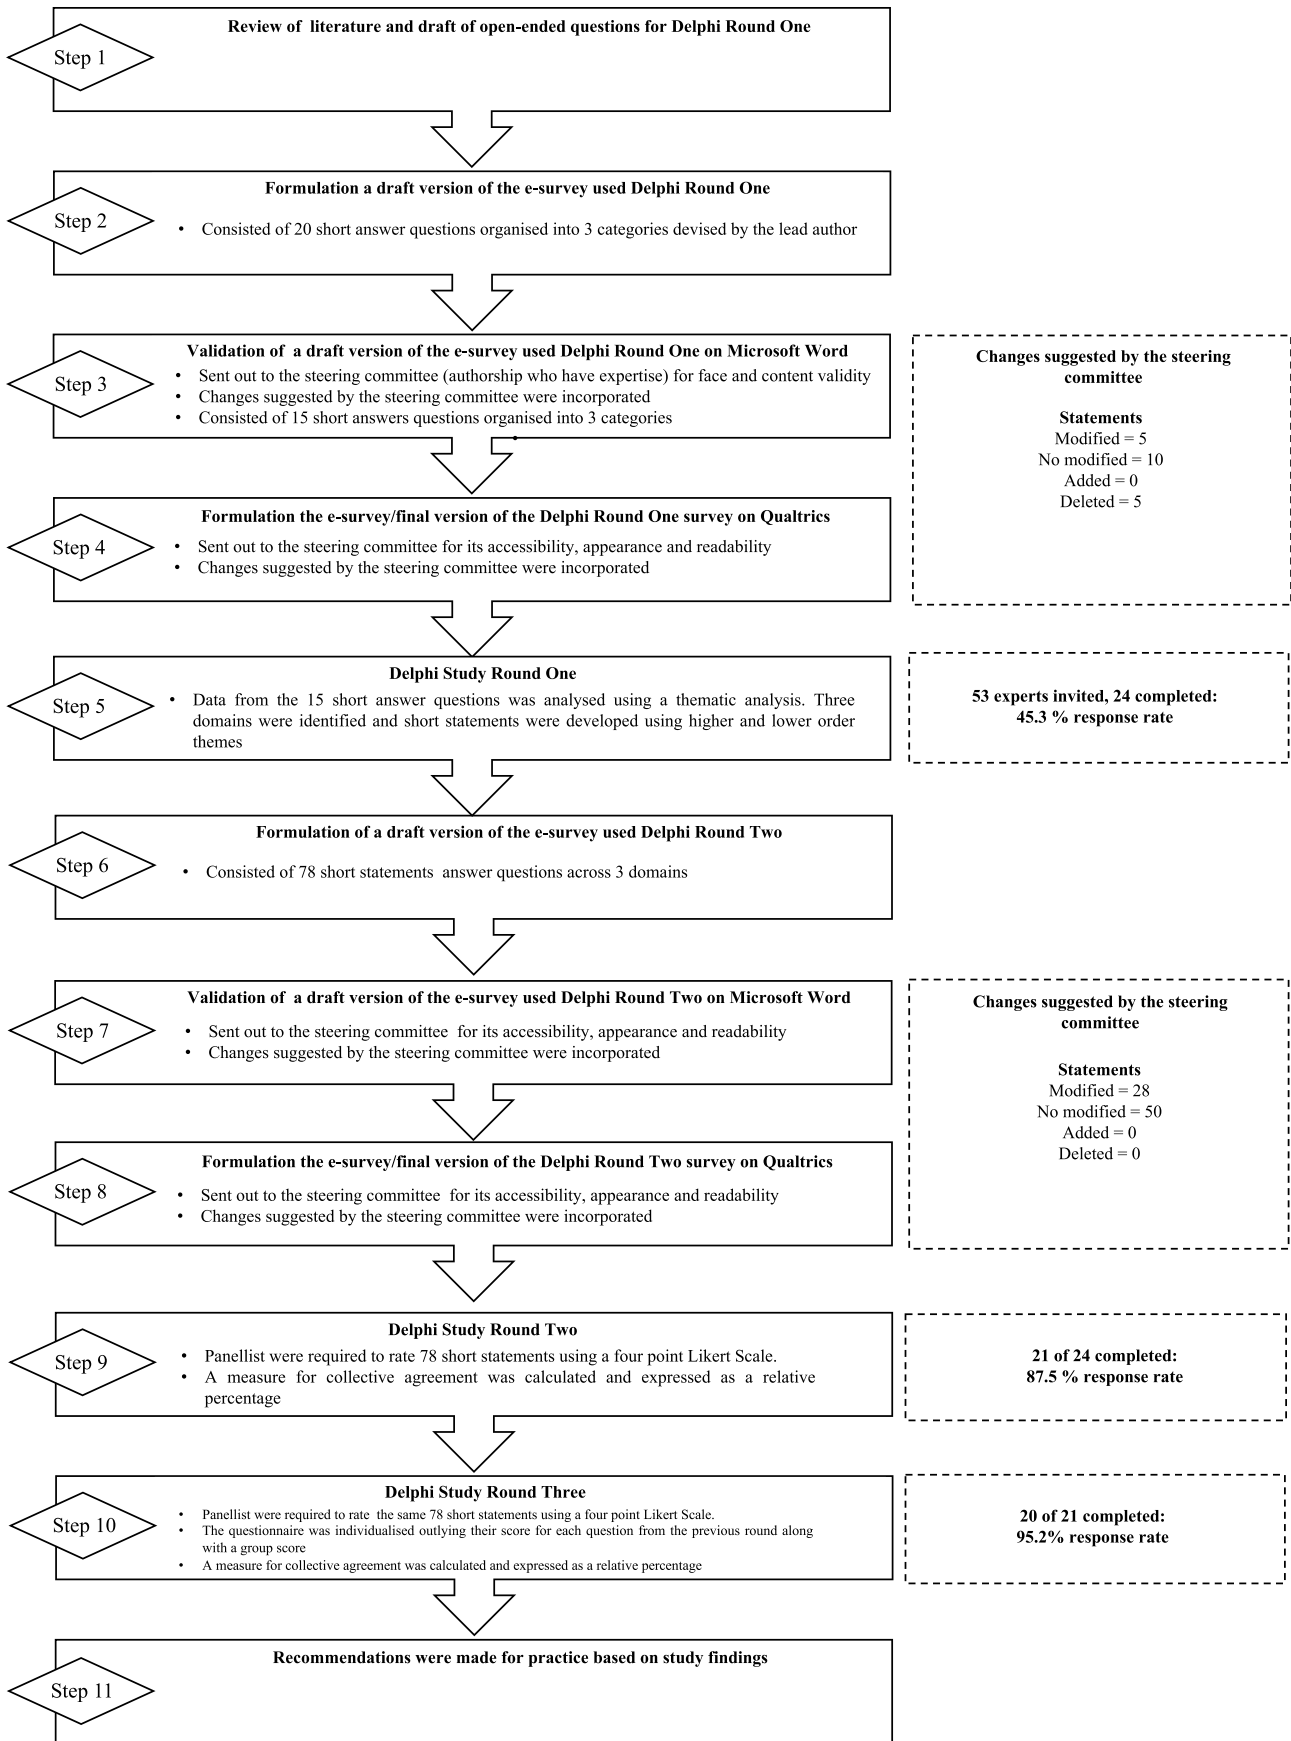 Review of literature and draft of open-ended questions for Delphi Round One
Step 1
Formulation a draft version of the e-survey used Delphi Round One
Step 2
• Consisted of 20 short answer questions organised into 3 categories devised by the lead author
Validation of a draft version of the e-survey used Delphi Round One on Microsoft Word
Step 3
• Sent out to the steering committee (authorship who have expertise) for face and content validity
• Changes suggested by the steering committee were incorporated
• Consisted of 15 short answers questions organised into 3 categories
Changes suggested by the steering
committee
Statements
Modified = 5
No modified = 10
Added = 0
Deleted = 5
Formulation the e-survey/final version of the Delphi Round One survey on Qualtrics
Step 4
• Sent out to the steering committee for its accessibility, appearance and readability
• Changes suggested by the steering committee were incorporated
Delphi Study Round One
Step 5
• Data from the 15 short answer questions was analysed using a thematic analysis. Three
domains were identified and short statements were developed using higher and lower order
themes
53 experts invited, 24 completed:
45.3 % response rate
Formulation of a draft version of the e-survey used Delphi Round Two
Step 6
• Consisted of 78 short statements answer questions across 3 domains
Validation of a draft version of the e-survey used Delphi Round Two on Microsoft Word
Step 7
• Sent out to the steering committee for its accessibility, appearance and readability
• Changes suggested by the steering committee were incorporated
Changes suggested by the steering
committee
Statements
Modified = 28
No modified = 50
Added = 0
Deleted = 0
Formulation the e-survey/final version of the Delphi Round Two survey on Qualtrics
Step 8
• Sent out to the steering committee for its accessibility, appearance and readability
• Changes suggested by the steering committee were incorporated
Delphi Study Round Two
Step 9
• Panellist were required to rate 78 short statements using a four point Likert Scale.
• A measure for collective agreement was calculated and expressed as a relative
percentage
21 of 24 completed:
87.5 % response rate
Delphi Study Round Three
Step 10
• Panellist were required to rate the same 78 short statements using a four point Likert Scale.
• The questionnaire was individualised outlying their score for each question from the previous round along
with a group score
• A measure for collective agreement was calculated and expressed as a relative percentage
20 of 21 completed:
95.2% response rate
Recommendations were made for practice based on study findings
Step 11